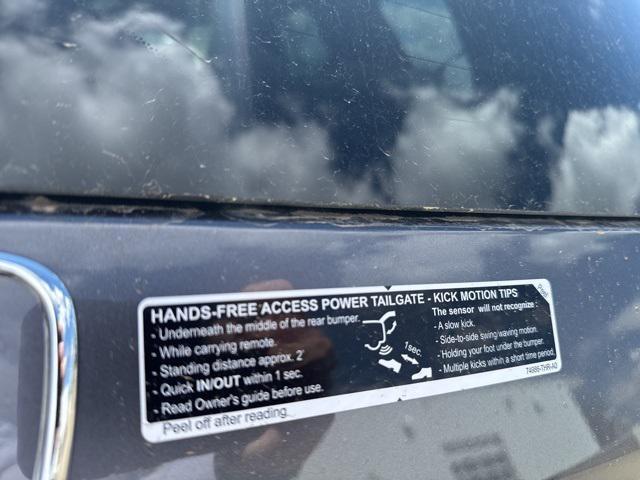 HANDS-FREE ACCESS POWER TAILGATE - KICK MOTION TIPS
- Underneath the middle of the rear bumper.
- While carrying remote.
- Standing distance approx. 2'
- Quick IN/OUT within 1 sec.
- Read Owner's guide before use.
Peel off after reading.
1sec.
The sensor will not recognize :
- A slow kick.
- Side-to-side swing/waving motion.
- Holding your foot under the bumper.
- Multiple kicks within a short time period.
74986-THR-A0